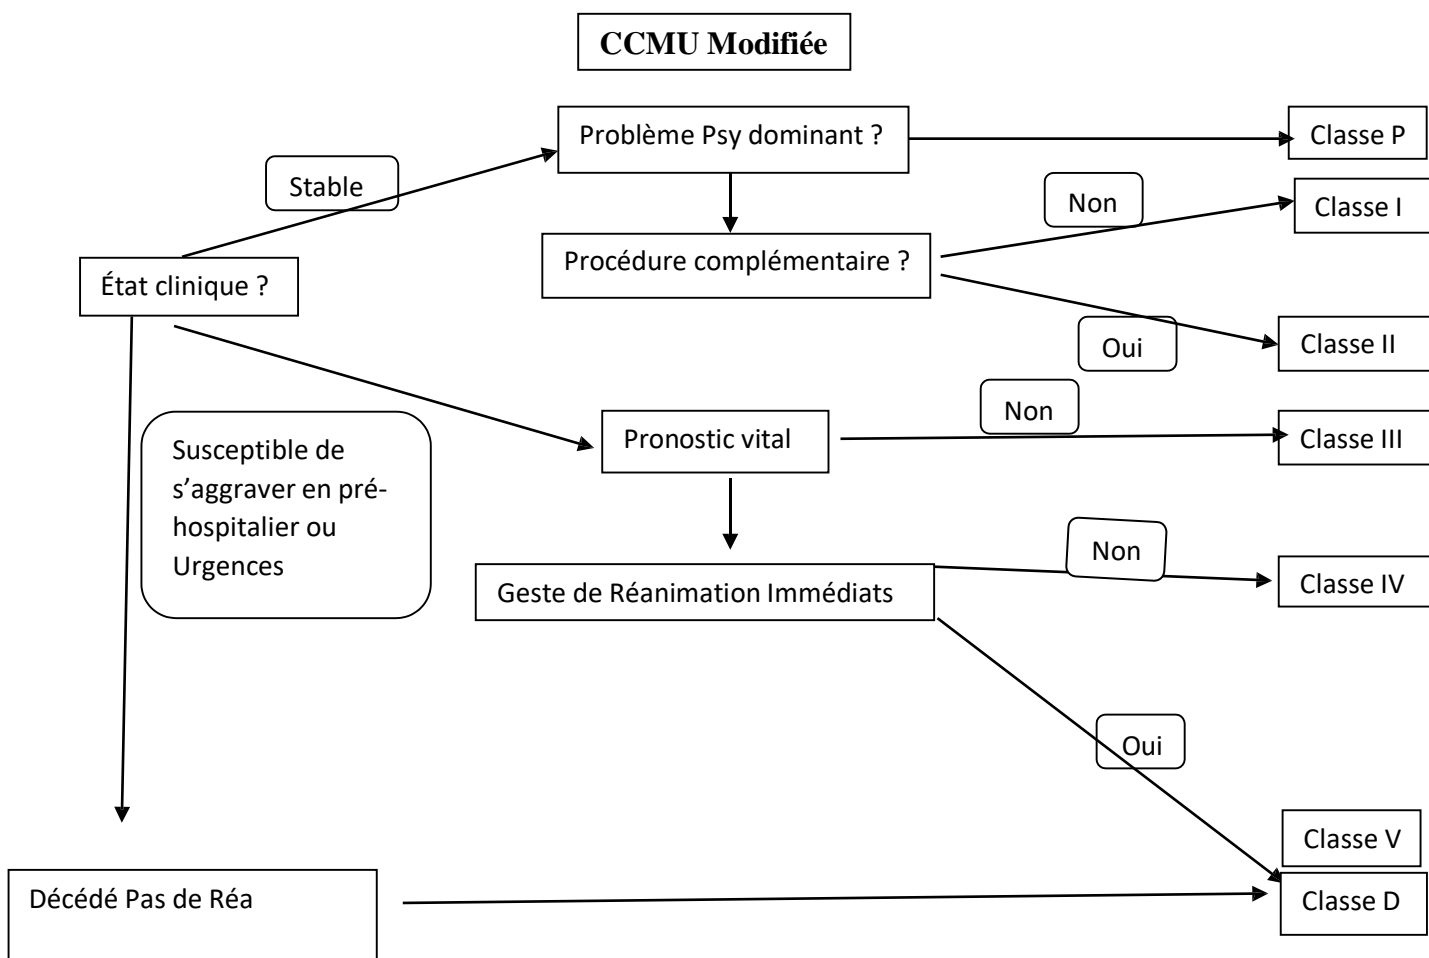 CCMU Modifiée
Problème Psy dominant ?
Classe P
Stable
Non
Classe I
Procédure complémentaire ?
État clinique ?
Oui
Classe II
Non
Susceptible de
s’aggraver en pré-
hospitalier ou
Urgences
Pronostic vital
Classe III
Non
Geste de Réanimation Immédiats
Classe IV
Oui
Classe V
Décédé Pas de Réa
Classe D